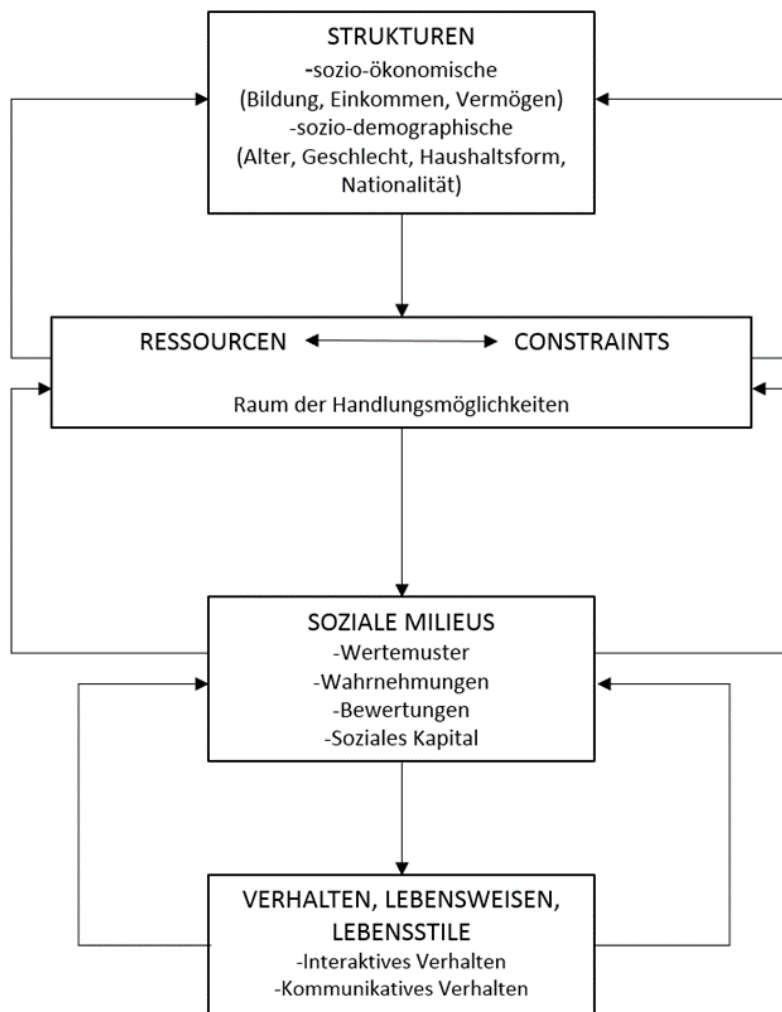 STRUKTUREN
-sozio-ökonomische
(Bildung, Einkommen, Vermögen)
-sozio-demographische
(Alter, Geschlecht, Haushaltsform,
Nationalität)
RESSOURCEN CONSTRAINTS
Raum der Handlungsmöglichkeiten
SOZIALE MILIEUS
-Wertemuster
-Wahrnehmungen
-Bewertungen
-Soziales Kapital
VERHALTEN, LEBENSWEISEN,
LEBENSSTILE
-Interaktives Verhalten
-Kommunikatives Verhalten